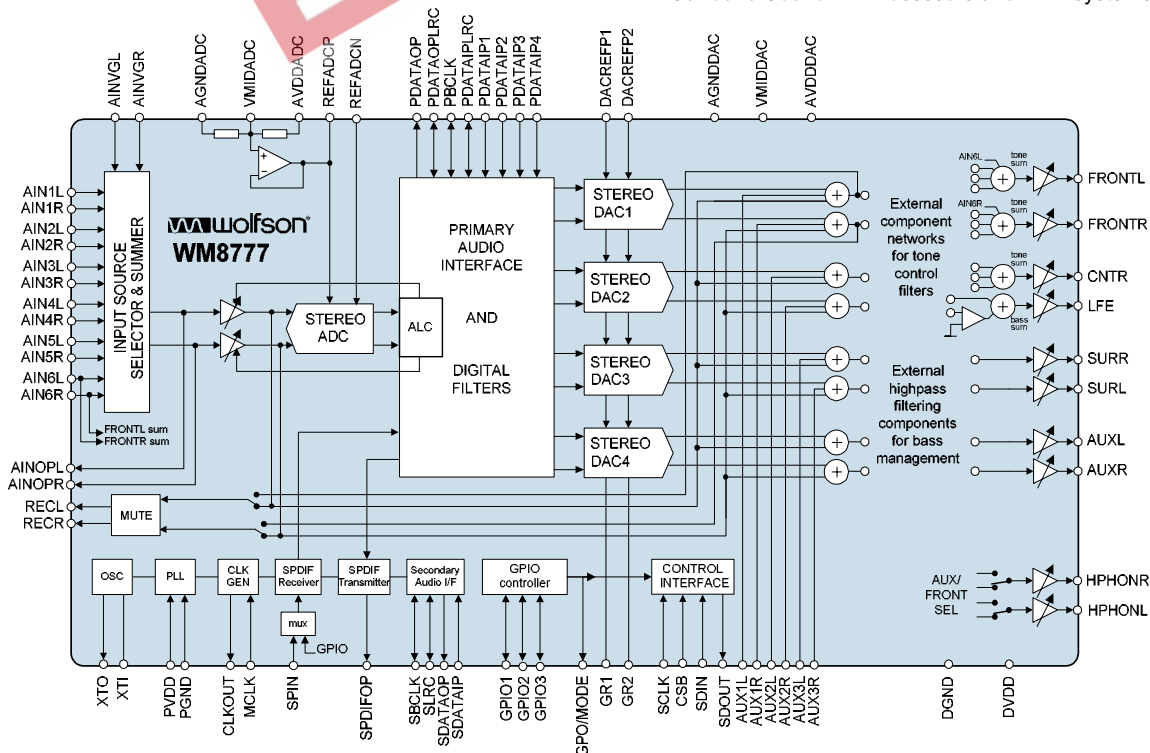 AINVGL
AINVGR
AGNDADC
VMIDADC
AVDDADC
REFADCP
REFADCN
PDATAOP
PDATAOPLRC
PBCLK
PDATAIPLRC
PDATAIP1
PDATAIP2
PDATAIP3
PDATAIP4
DACREFP1
DACREFP2
AGNDDAC
VMIDDAC
AVDDDAC
AIN1L
AIN1R
AIN2L
AIN2R
AIN3L
AIN3R
AIN4L
AIN4R
AIN5L
AIN5R
AIN6L
AIN6R
INPUT SOURCE
SELECTOR & SUMMER
FRONTL sum
FRONTR sum
AINOPL
AINOPR
RECL
RECR
MUTE
wolfson®
WM8777
+
-
STEREO
ADC
ALC
PRIMARY
AUDIO
INTERFACE
AND
DIGITAL
FILTERS
STEREO
DAC1
STEREO
DAC2
STEREO
DAC3
STEREO
DAC4
+
+
+
+
+
+
+
+
External
component
networks
for tone
control
filters
External
highpass
filtering
components
for bass
management
AIN6L
tone
sum
+
FRONTL
AIN6R
tone
sum
+
FRONTR
tone
sum
+
CNTR
+
bass
sum
LFE
SURR
SURL
AUXL
AUXR
AUX/
FRONT
SEL
HPHONR
HPHONL
OSC
PLL
CLK
GEN
SPDIF
Receiver
SPDIF
Transmitter
Secondary
Audio I/F
GPIO
controller
CONTROL
INTERFACE
mux
GPIO
XTO
XTI
PVDD
PGND
CLKOUT
MCLK
SPIN
SPDIFOP
SBCLK
SLRC
SDATAOP
SDATAIP
GPIO1
GPIO2
GPIO3
GPO/MODE
GR1
GR2
SCLK
CSB
SDIN
SDOUT
AUX1L
AUX1R
AUX2L
AUX2R
AUX3L
AUX3R
DGND
DVDD